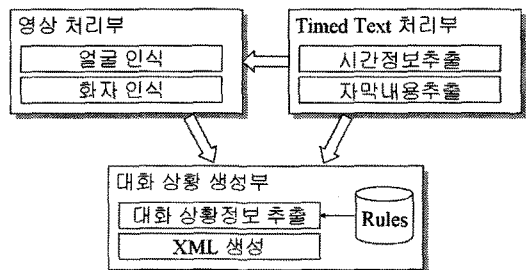 영상 처리부
얼굴 인식
화자 인식
Timed Text 처리부
시간정보추출
자막내용추출
대화 상황 생성부
대화 상황정보 추출
XML 생성
Rules